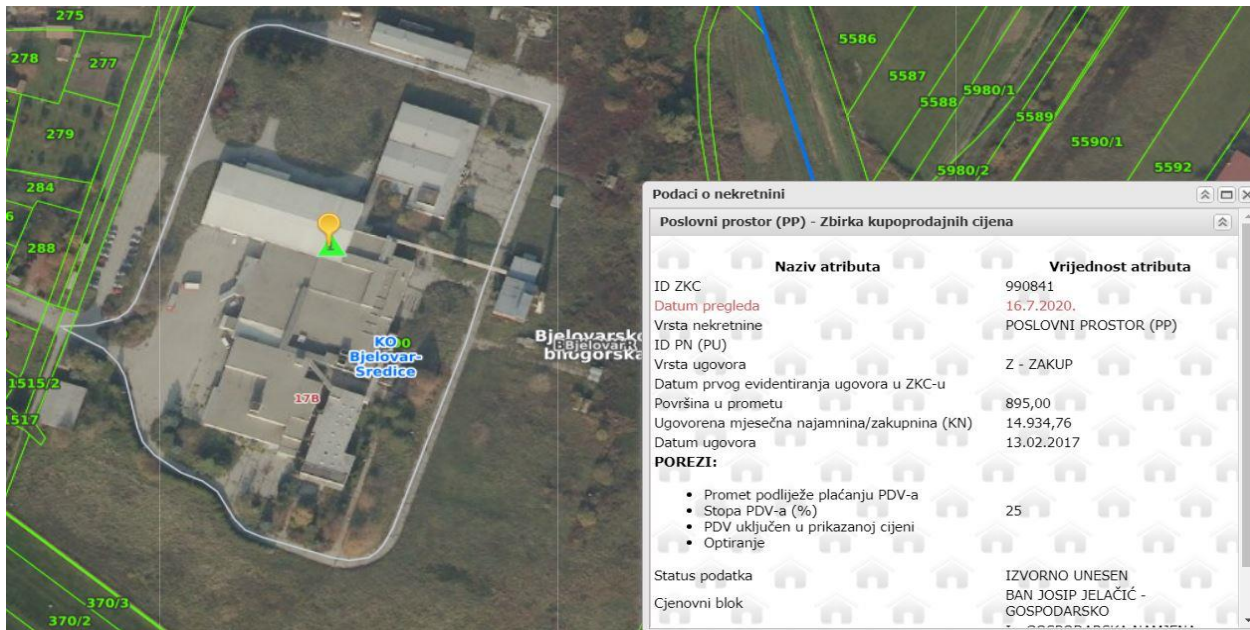 275
278
277
279
284
288
1515/2
1517
370/3
370/2
KO
Bjelovar-
Sredice
17B
5586
5587
5588
5980/1
5589
5590/1
5980/2
5592
Podaci o nekretnini
Poslovni prostor (PP) - Zbirka kupoprodajnih cijena
Naziv atributa Vrijednost atributa
ID ZKC 990841
Datum pregleda 16.7.2020.
Vrsta nekretnine POSLOVNI PROSTOR (PP)
ID PN (PU)
Vrsta ugovora Z - ZAKUP
Datum prvog evidentiranja ugovora u ZKC-u
Površina u prometu 895,00
Ugovorena mjesečna najamnina/zakupnina (KN) 14.934,76
Datum ugovora 13.02.2017
POREZI:
• Promet podliježe plaćanju PDV-a
• Stopa PDV-a (%) 25
• PDV uključen u prikazanoj cijeni
• Optiranje
Status podatka IZVORNO UNESEN
Cjenovni blok BAN JOSIP JELAČIĆ -
GOSPODARSKO